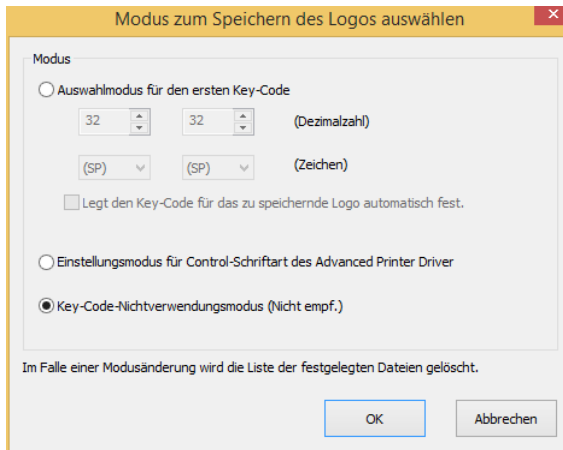 Modus zum Speichern des Logos auswählen
Modus
Auswahlmodus für den ersten Key-Code
32 32 (Dezimalzahl)
(SP) (SP) (Zeichen)
Legt den Key-Code für das zu speichernde Logo automatisch fest.
Einstellungsmodus für Control-Schriftart des Advanced Printer Driver
Key-Code-Nichtverwendungsmodus (Nicht empf.)
Im Falle einer Modusänderung wird die Liste der festgelegten Dateien gelöscht.
OK Abbrechen